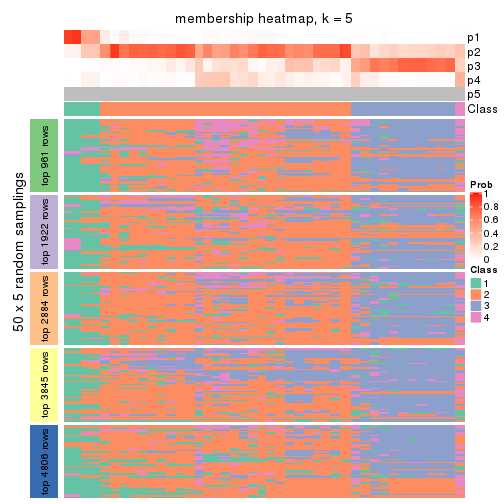 membership heatmap, k = 5
p1
p2
p3
p4
p5
Class
50 x 5 random samplings
top 961 rows
top 1922 rows
top 2884 rows
top 3845 rows
top 4806 rows
Prob
1
0.8
0.6
0.4
0.2
0
Class
1
2
3
4